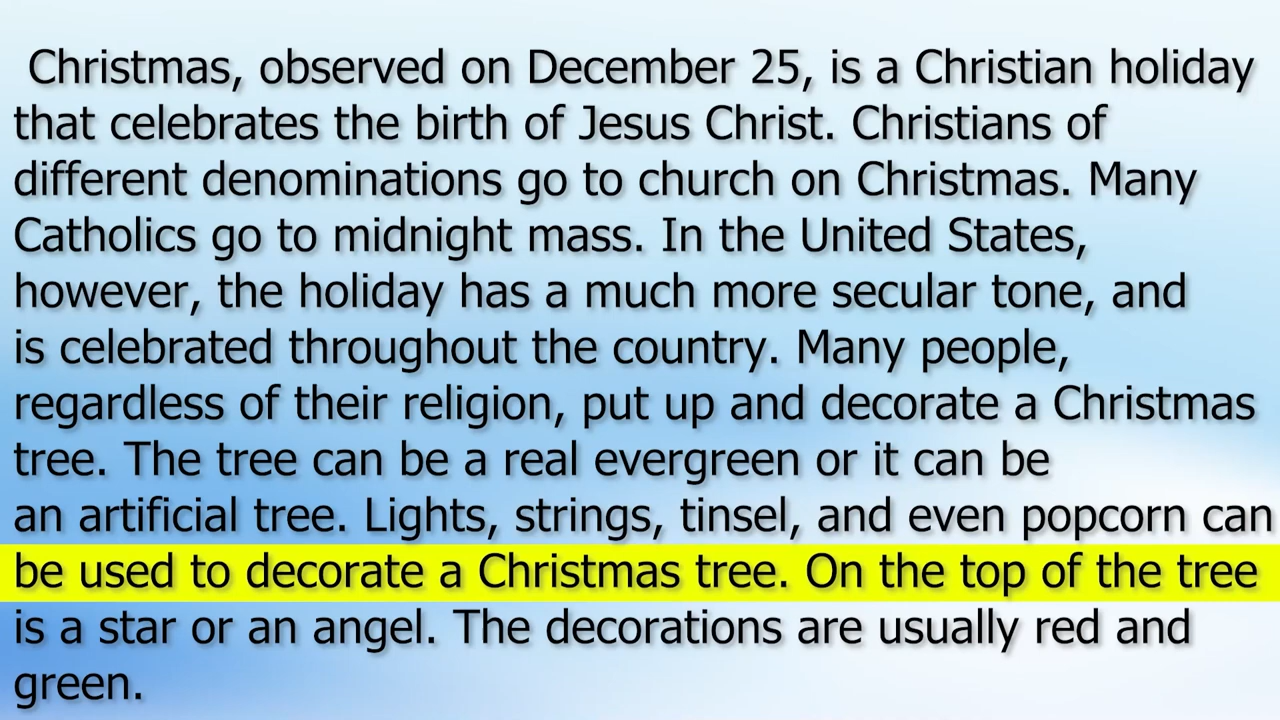 Christmas, observed on December 25, is a Christian holiday
that celebrates the birth of Jesus Christ. Christians of
different denominations go to church on Christmas. Many
Catholics go to midnight mass. In the United States,
however, the holiday has a much more secular tone, and
is celebrated throughout the country. Many people,
regardless of their religion, put up and decorate a Christmas
tree. The tree can be a real evergreen or it can be
an artificial tree. Lights, strings, tinsel, and even popcorn can
be used to decorate a Christmas tree. On the top of the tree
is a star or an angel. The decorations are usually red and
green.